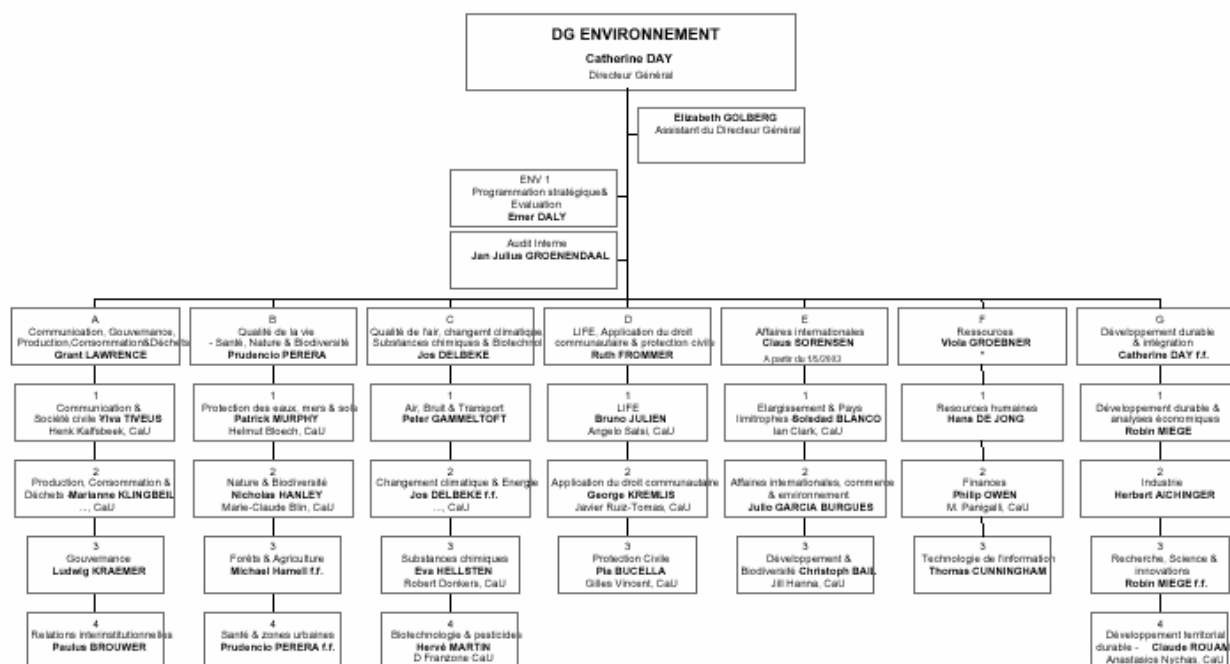 DG ENVIRONNEMENT
Catherine DAY
Directeur Général
Elizabeth GOLBERG
Assistant du Directeur Général
ENV 1
Programmation stratégique&
Evaluation
Emer DALY
Audit Interne
Jan Julius GROENENDAAL
A
Communication, Gouvernance,
Production,Consommation&Déchets
Grant LAWRENCE
B
Qualité de la vie
- Santé, Nature & Biodiversité
Prudencio PERERA
C
Qualité de l'air, changemt climatique,
Substances chimiques & Biotechnol
Jos DELBEKE
D
LIFE, Application du droit
communautaire & protection civile
Ruth FROMMER
E
Affaires internationales
Claus SORENSEN
A partir du 1/5/2003
F
Ressources
Viola GROEBNER
*
G
Développement durable
& intégration
Catherine DAY f.f.
1
Communication &
Société civile Ylva TIVEUS
Henk Kalfsbeek, CaU
1
Protection des eaux, mers & sols
Patrick MURPHY
Helmut Bloech, CaU
1
Air, Bruit & Transport
Peter GAMMELTOFT
1
LIFE
Bruno JULIEN
Angelo Salsi, CaU
1
Elargissement & Pays
limitrophes -Soledad BLANCO
Ian Clark, CaU
1
Resources humaines
Hans DE JONG
1
Développement durable &
analyses économiques
Robin MIEGE
2
Production, Consommation &
Déchets -Marianne KLINGBEIL
..., CaU
2
Nature & Biodiversité
Nicholas HANLEY
Marie-Claude Blin, CaU
2
Changement climatique & Energie
Jos DELBEKE f.f.
..., CaU
2
Application du droit communautaire
George KREMLIS
Javier Ruiz-Tomas, CaU
2
Affaires internationales, commerce
& environnement
Julio GARCIA BURGUES
2
Finances
Philip OWEN
M. Panigalli, CaU
2
Industrie
Herbert AICHINGER
3
Gouvernance
Ludwig KRAEMER
3
Forêts & Agriculture
Michael Hamell f.f.
3
Substances chimiques
Eva HELLSTEN
Robert Donkers, CaU
3
Protection Civile
Pia BUCELLA
Gilles Vincent, CaU
3
Développement &
Biodiversité Christoph BAIL
Jill Hanna, CaU
3
Technologie de l'information
Thomas CUNNINGHAM
3
Recherche, Science &
innovations
Robin MIEGE f.f.
4
Relations interinstitutionnelles
Paulus BROUWER
4
Santé & zones urbaines
Prudencio PERERA f.f.
4
Biotechnologie & pesticides
Hervé MARTIN
D Franzone CaU
4
Développement territorial
durable - Claude ROUAM
Anastasios Nychas, CaU